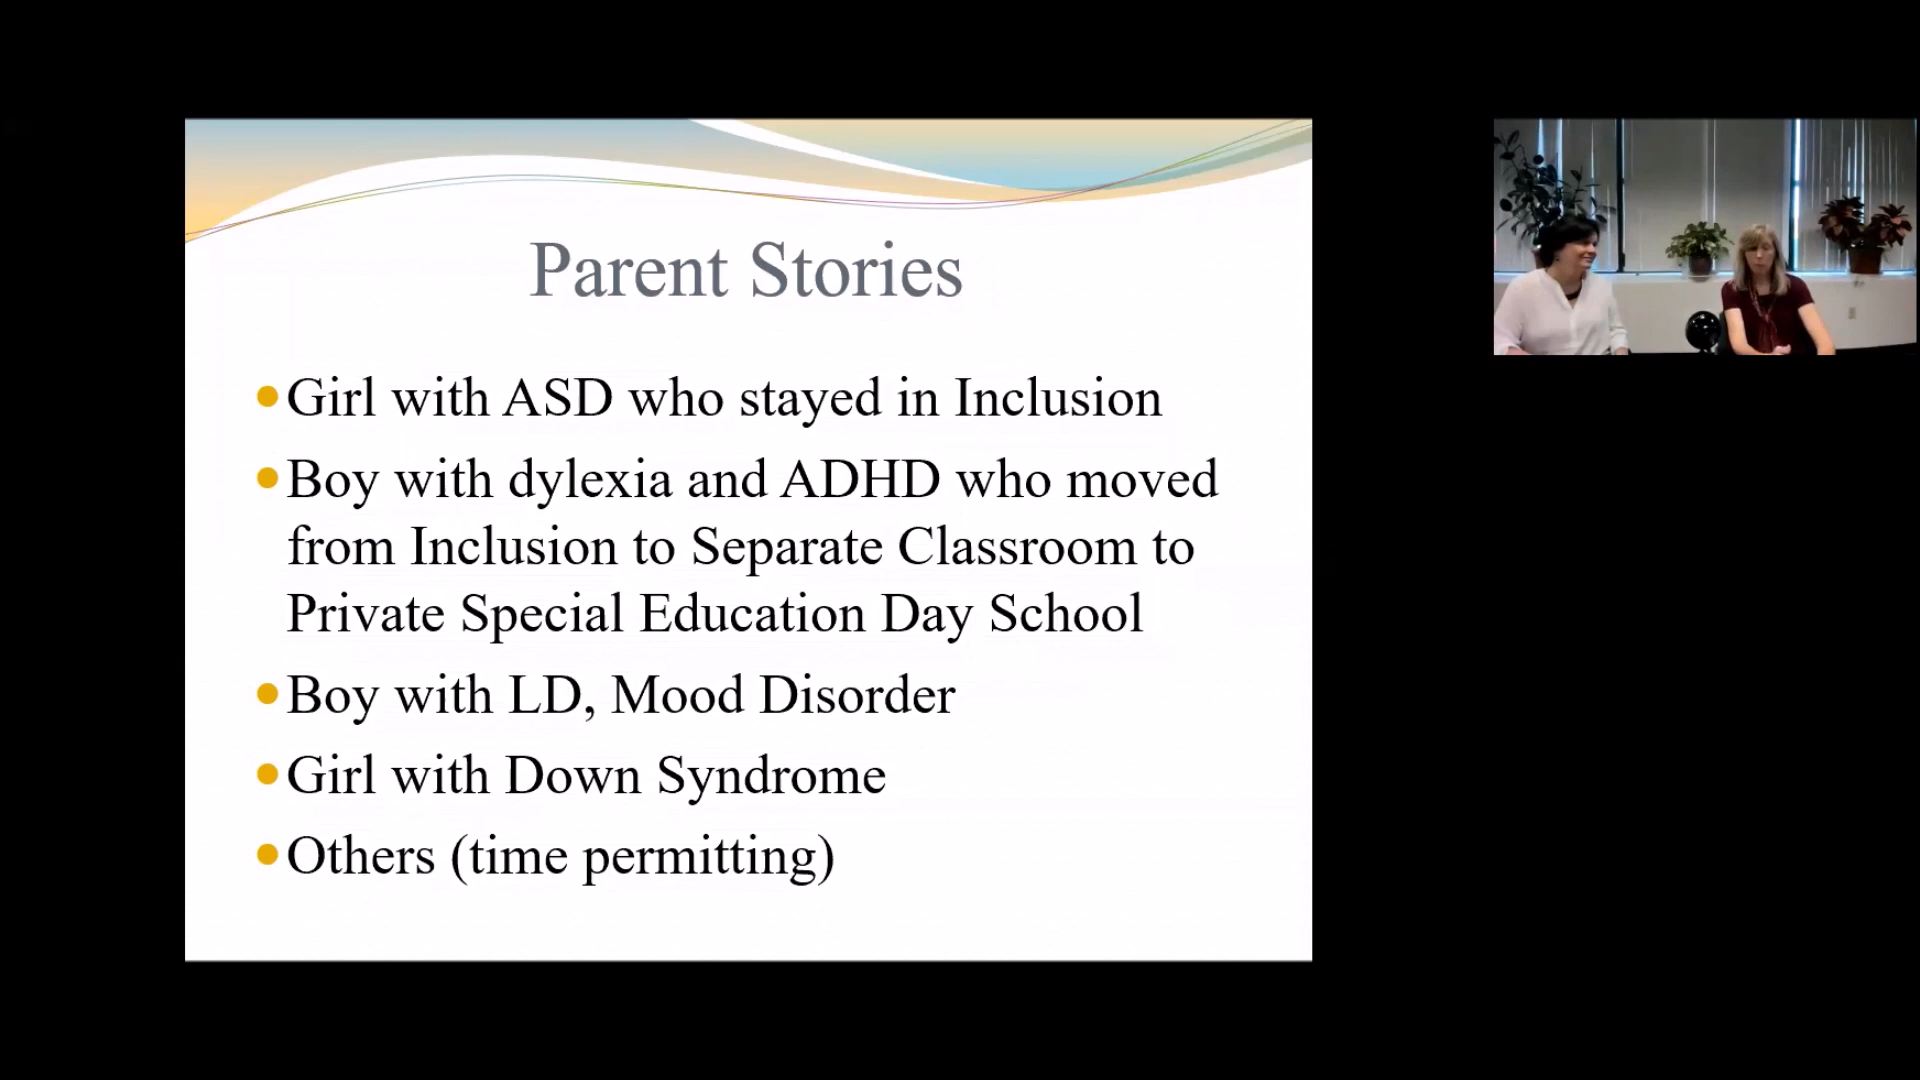 Parent Stories
Girl with ASD who stayed in Inclusion
Boy with dylexia and ADHD who moved
from Inclusion to Separate Classroom to
Private Special Education Day School
Boy with LD, Mood Disorder
Girl with Down Syndrome
Others (time permitting)